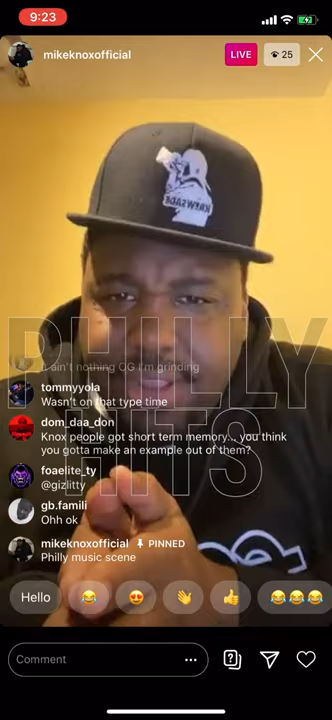 9:23
mikeknoxofficial
LIVE
25
KREWSADE
PHILLY
HITS
ain't nothing CG I'm grinding
tommyyola
Wasn't on that type time
dom_daa_don
Knox people got short term memory... you think
you gotta make an example out of them?
foaelite_ty
@gizlitty
gb.famili
Ohh ok
mikeknoxofficial PINNED
Philly music scene
Hello
Comment